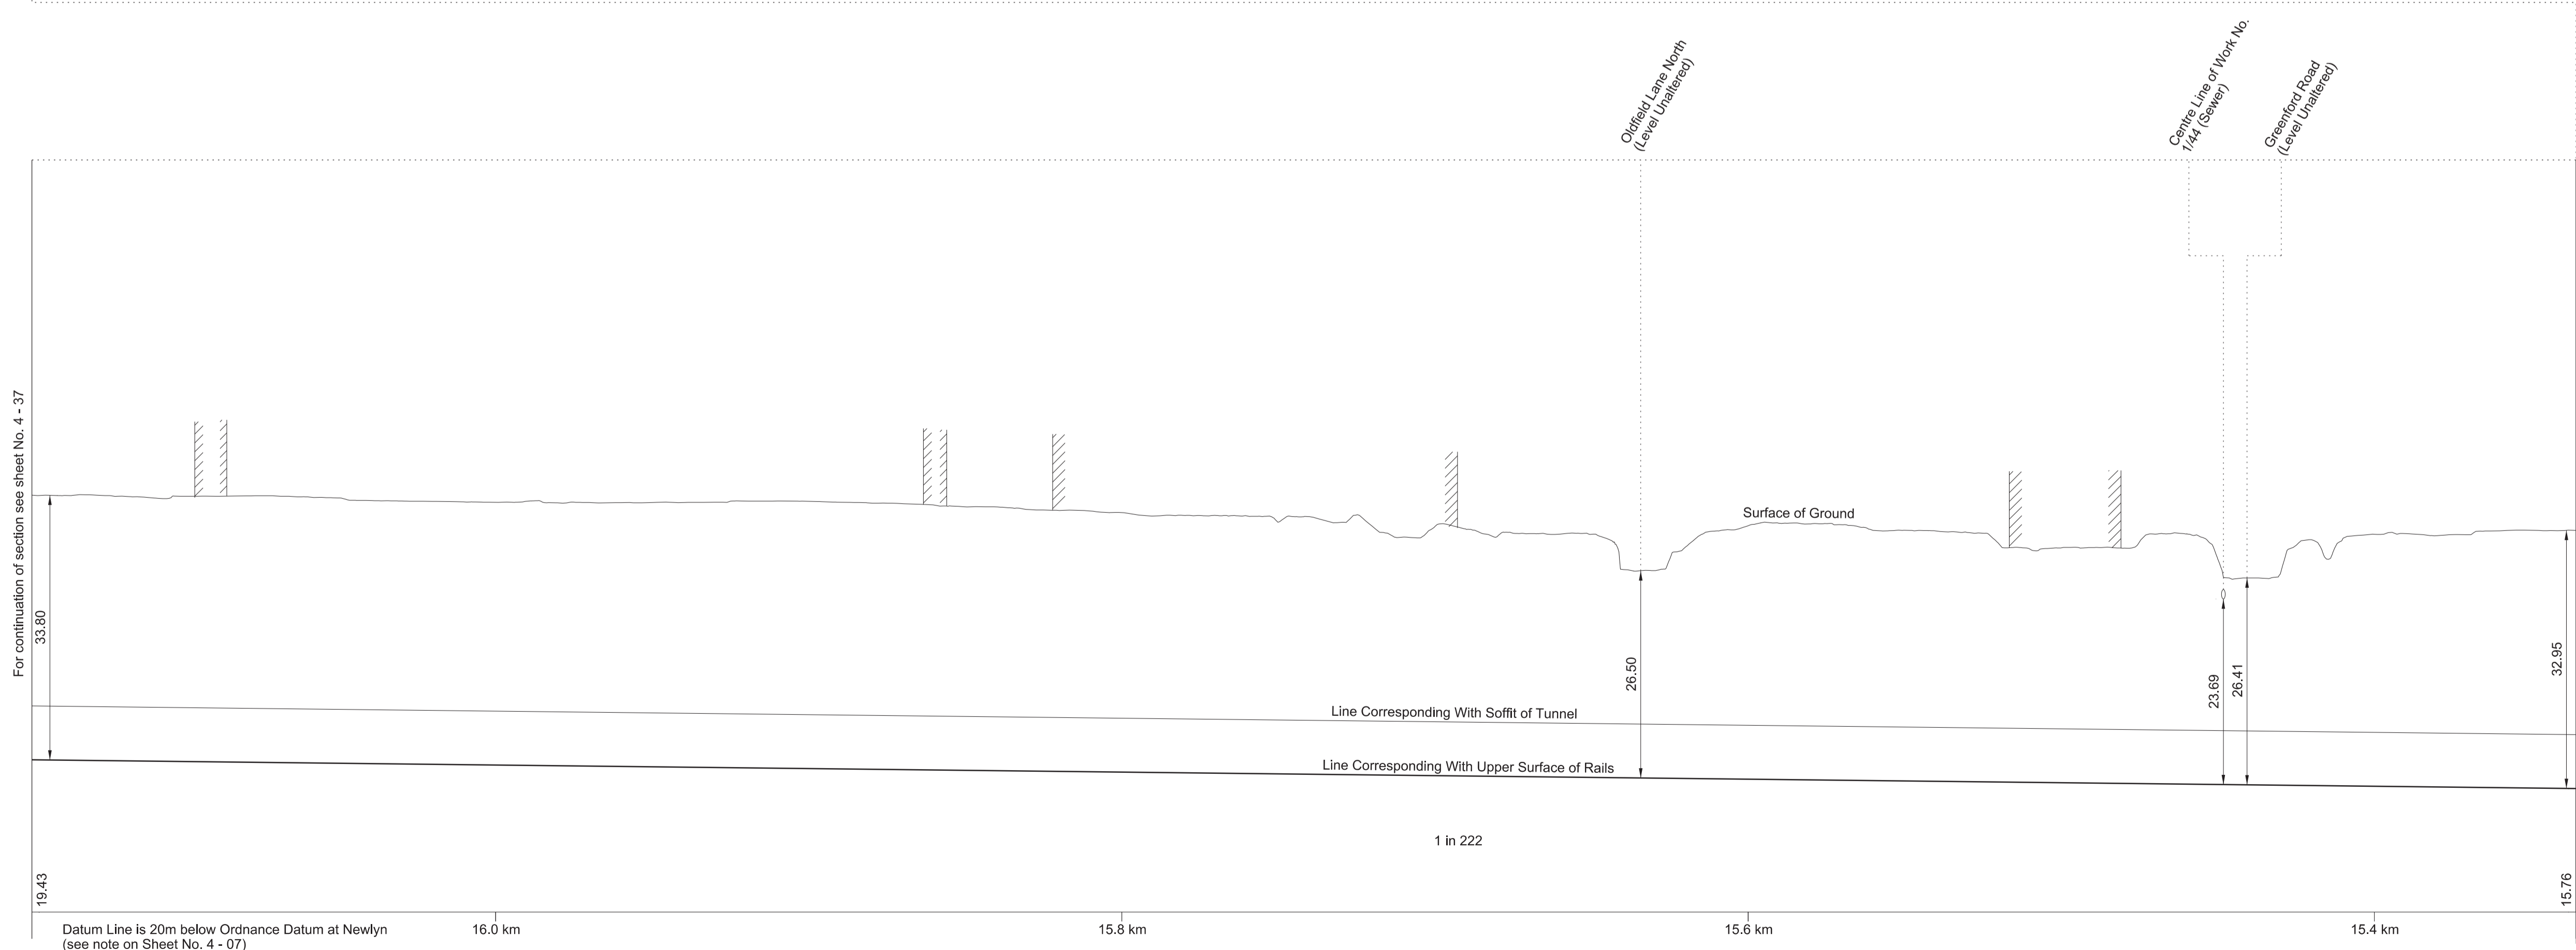 Oldfield Lane North
(Level Unaltered)
Centre Line of Work No.
1/44 (Sewer)
Greenford Road
(Level Unaltered)
For continuation of section see sheet No. 4 - 37
Surface of Ground
33.80
26.50
23.69
26.41
32.95
Line Corresponding With Soffit of Tunnel
Line Corresponding With Upper Surface of Rails
1 in 222
19.43
15.76
Datum Line is 20m below Ordnance Datum at Newlyn
(see note on Sheet No. 4 - 07)
16.0 km
15.8 km
15.6 km
15.4 km